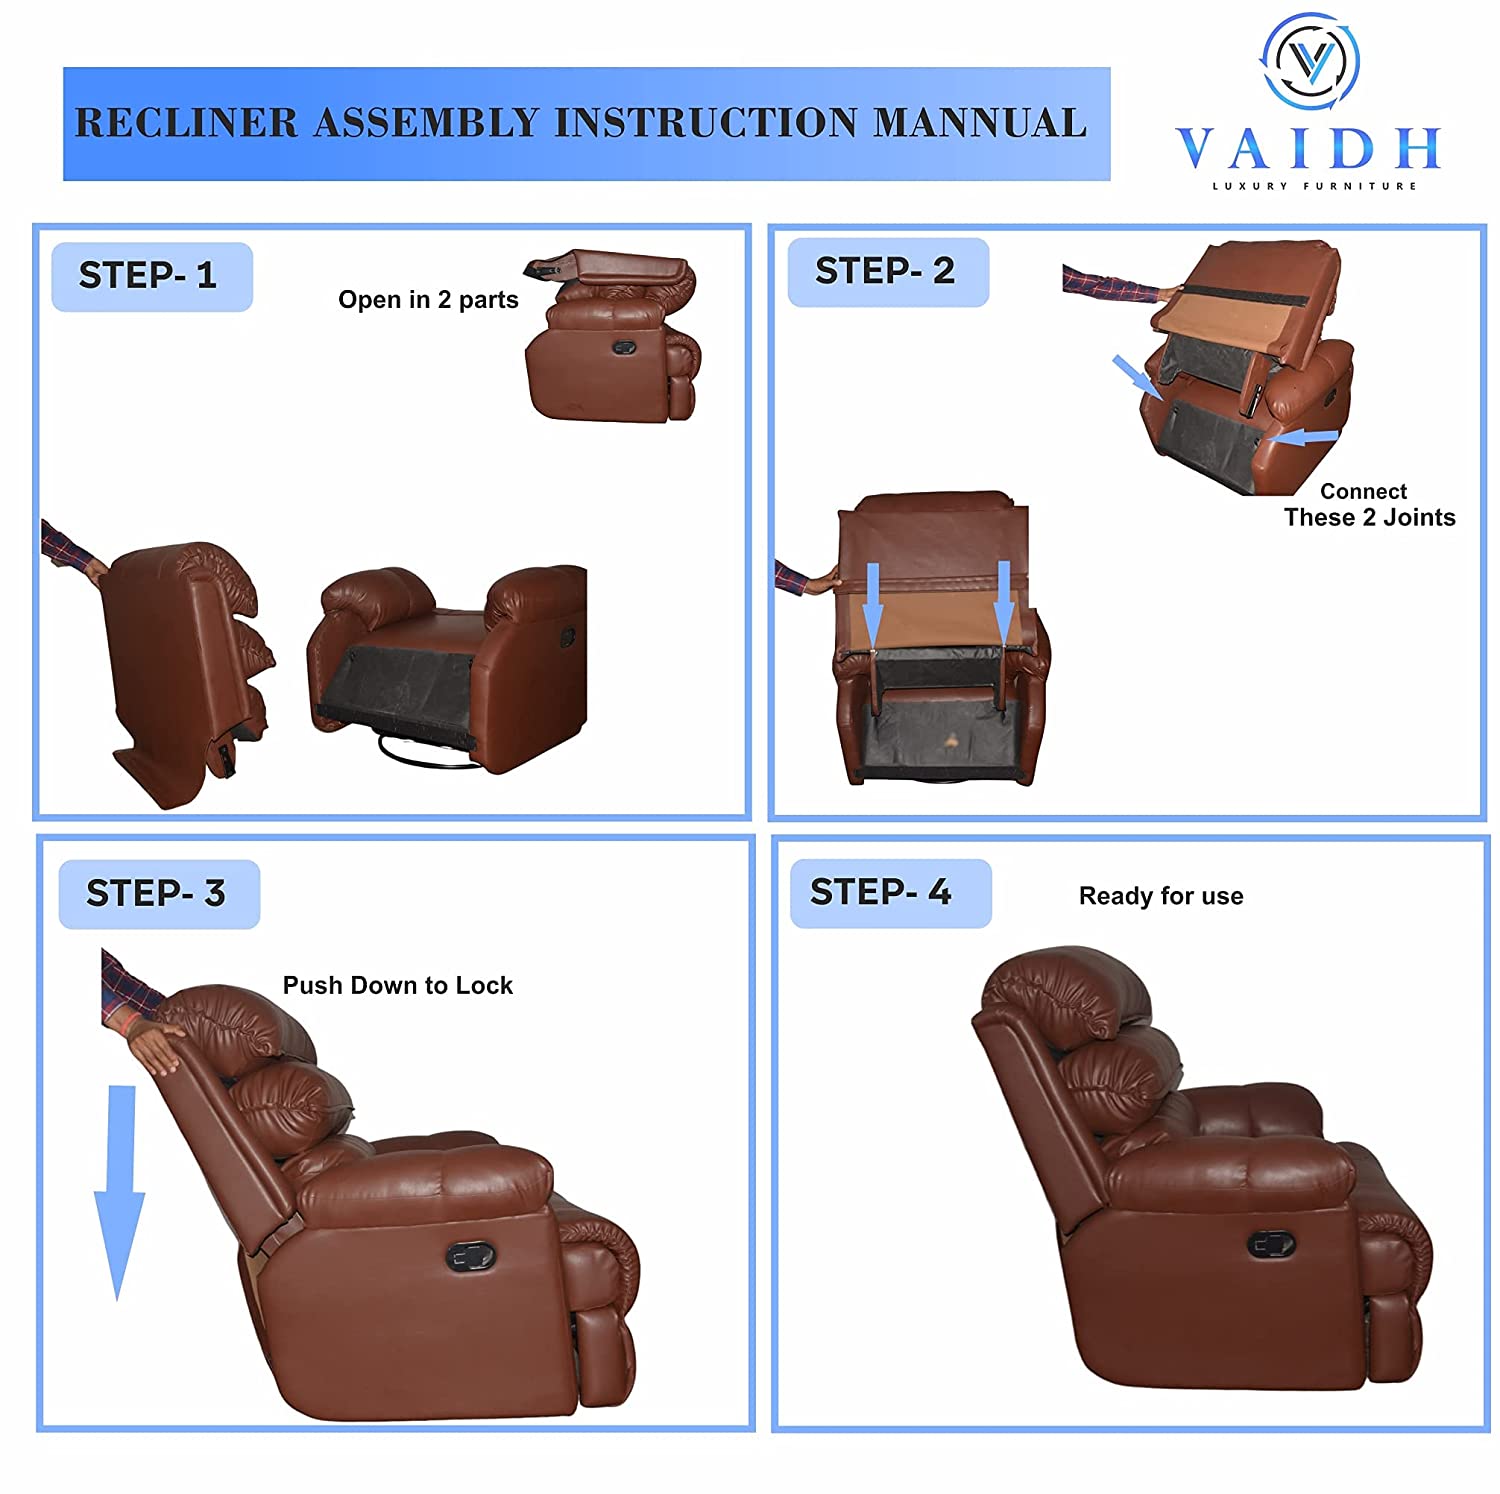 RECLINER ASSEMBLY INSTRUCTION MANNUAL
VAIDH
LUXURY FURNITURE
STEP- 1
Open in 2 parts
STEP- 2
Connect
These 2 Joints
STEP- 3
Push Down to Lock
STEP- 4
Ready for use